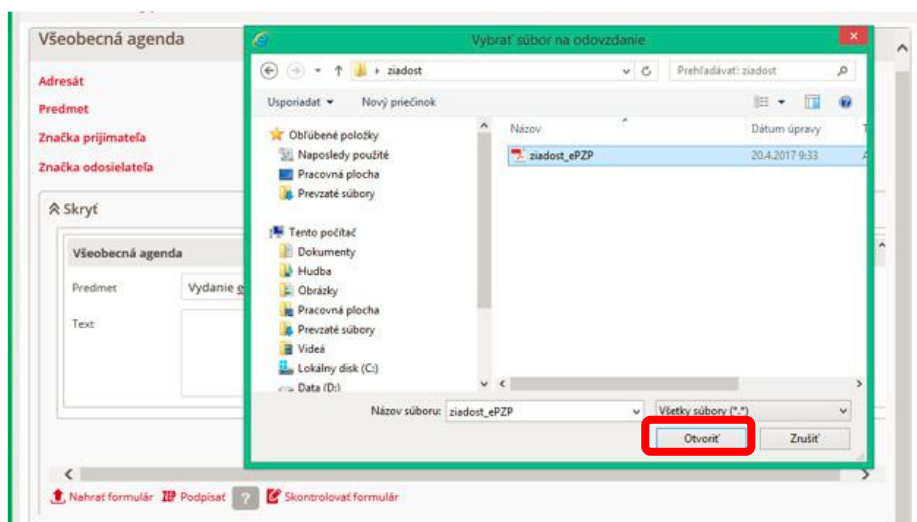 Všeobecná agenda
Adresát
Predmet
Značka prijímateľa
Značka odosielateľa
Skryť
Všeobecná agenda
Predmet
Vydanie
Text
Nahrať formulár
Podpísať
?
Skontrolovať formulár
Vybrať súbor na odovzdanie
ziadost
Prehľadávať: ziadost
Usporiadať
Nový priečinok
Obľúbené položky
Naposledy použité
Pracovná plocha
Prevzaté súbory
Tento počítač
Dokumenty
Hudba
Obrázky
Pracovná plocha
Prevzaté súbory
Videá
Lokálny disk (C:)
Data (D:)
Názov
Dátum úpravy
ziadost_ePZP
20.4.2017 9:33
Názov súboru:
ziadost_ePZP
Všetky súbory (*.*)
Otvoriť
Zrušiť